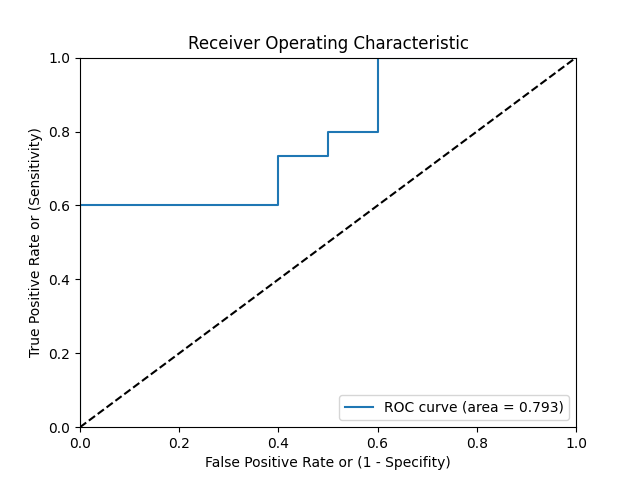 Receiver Operating Characteristic
1.0
0.8
0.6
0.4
0.2
0.0
True Positive Rate or (Sensitivity)
ROC curve (area = 0.793)
0.0 0.2 0.4 0.6 0.8 1.0
False Positive Rate or (1 - Specifity)